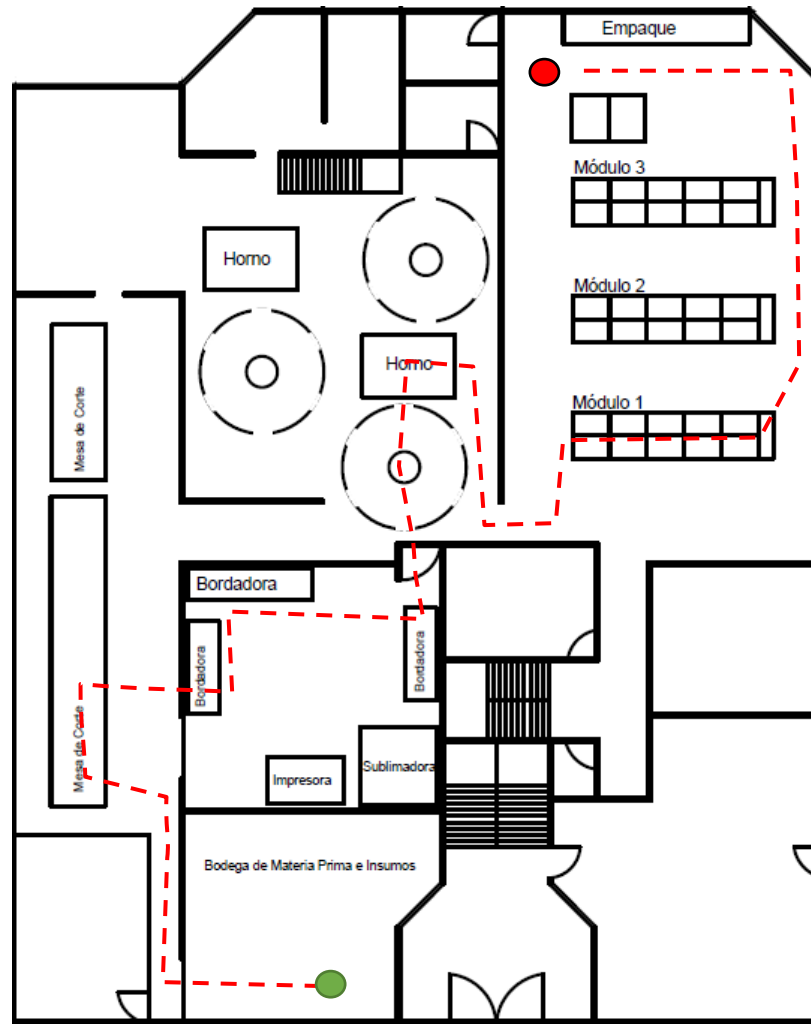 Empaque
Módulo 3
Horno
Módulo 2
Horno
Mesa de Corte
Módulo 1
Bordadora
Bordadora
Bordadora
Mesa de Corte
Impresora
Sublimadora
Bodega de Materia Prima e Insumos